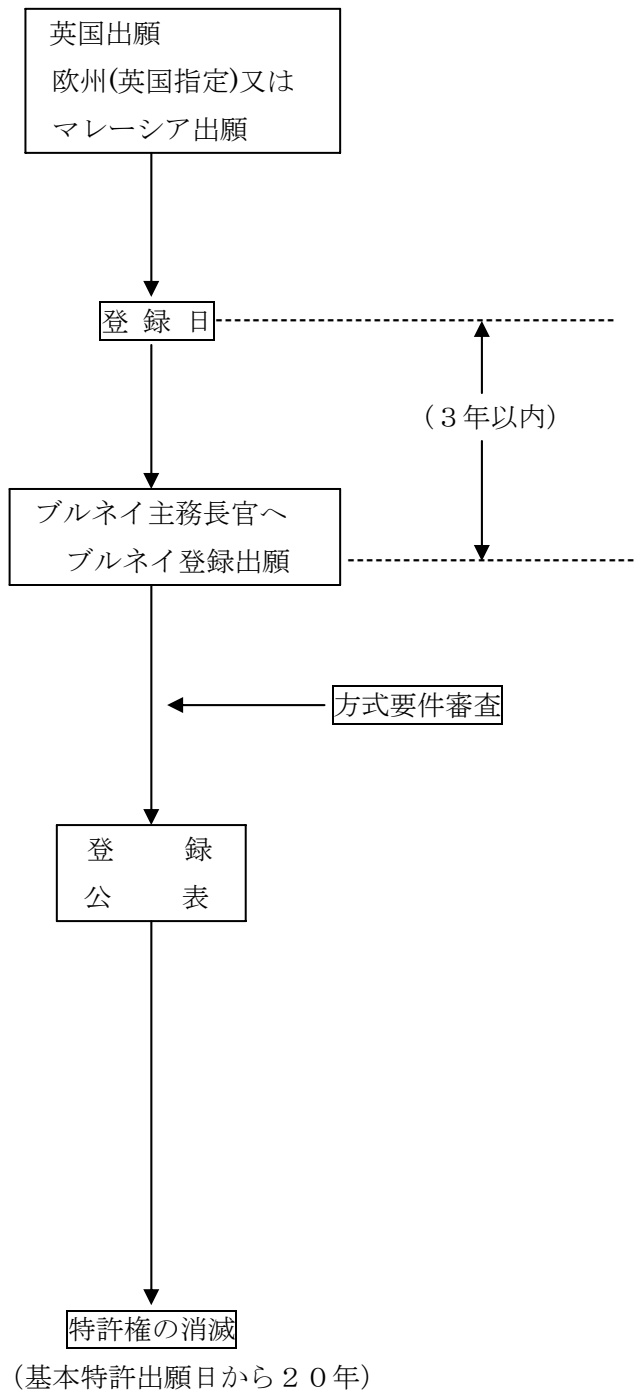 英国出願
欧州(英国指定)又は
マレーシア出願
登 録 日
（３年以内）
ブルネイ主務長官へ
ブルネイ登録出願
方式要件審査
登　　録
公　　表
特許権の消滅
（基本特許出願日から２０年）